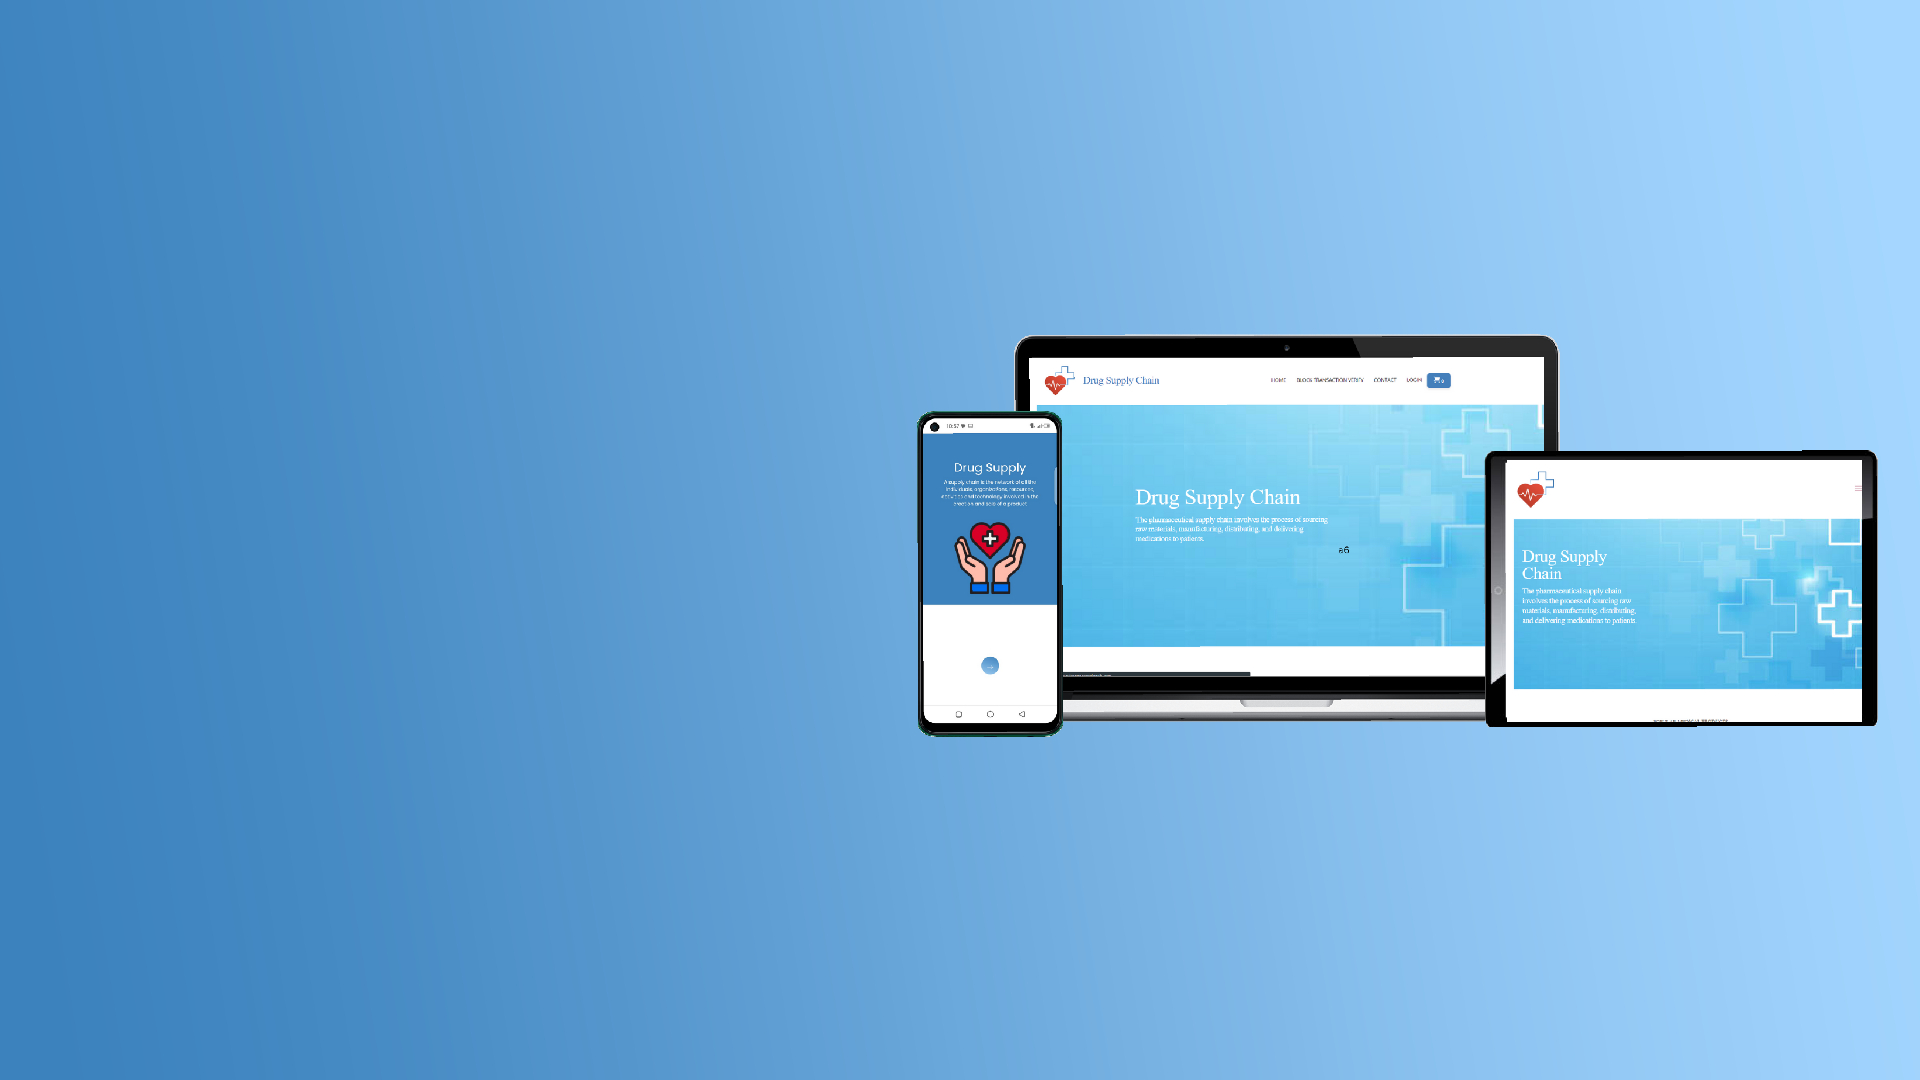 10:57
Drug Supply
A supply chain is the network of all the
individuals, organizations, resources,
activities and technology involved in the
creation and sale of a product
Drug Supply Chain
HOME BLOCK TRANSACTION VERIFY CONTACT LOGIN 0
Drug Supply Chain
The pharmaceutical supply chain involves the process of sourcing
raw materials, manufacturing, distributing, and delivering
medications to patients.
a6
Drug Supply
Chain
The pharmaceutical supply chain
involves the process of sourcing raw
materials, manufacturing, distributing,
and delivering medications to patients.